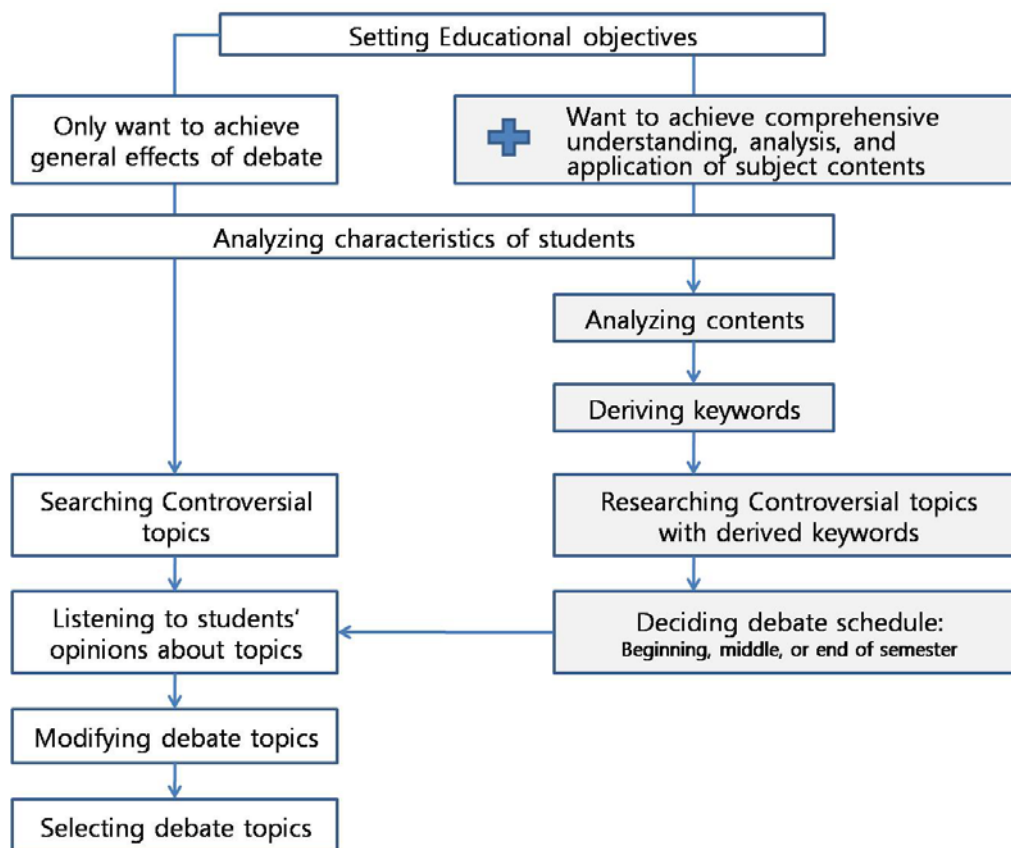 Setting Educational objectives
Only want to achieve
general effects of debate
Want to achieve comprehensive
understanding, analysis, and
application of subject contents
Analyzing characteristics of students
Analyzing contents
Deriving keywords
Searching Controversial
topics
Researching Controversial topics
with derived keywords
Listening to students‘
opinions about topics
Deciding debate schedule:
Beginning, middle, or end of semester
Modifying debate topics
Selecting debate topics